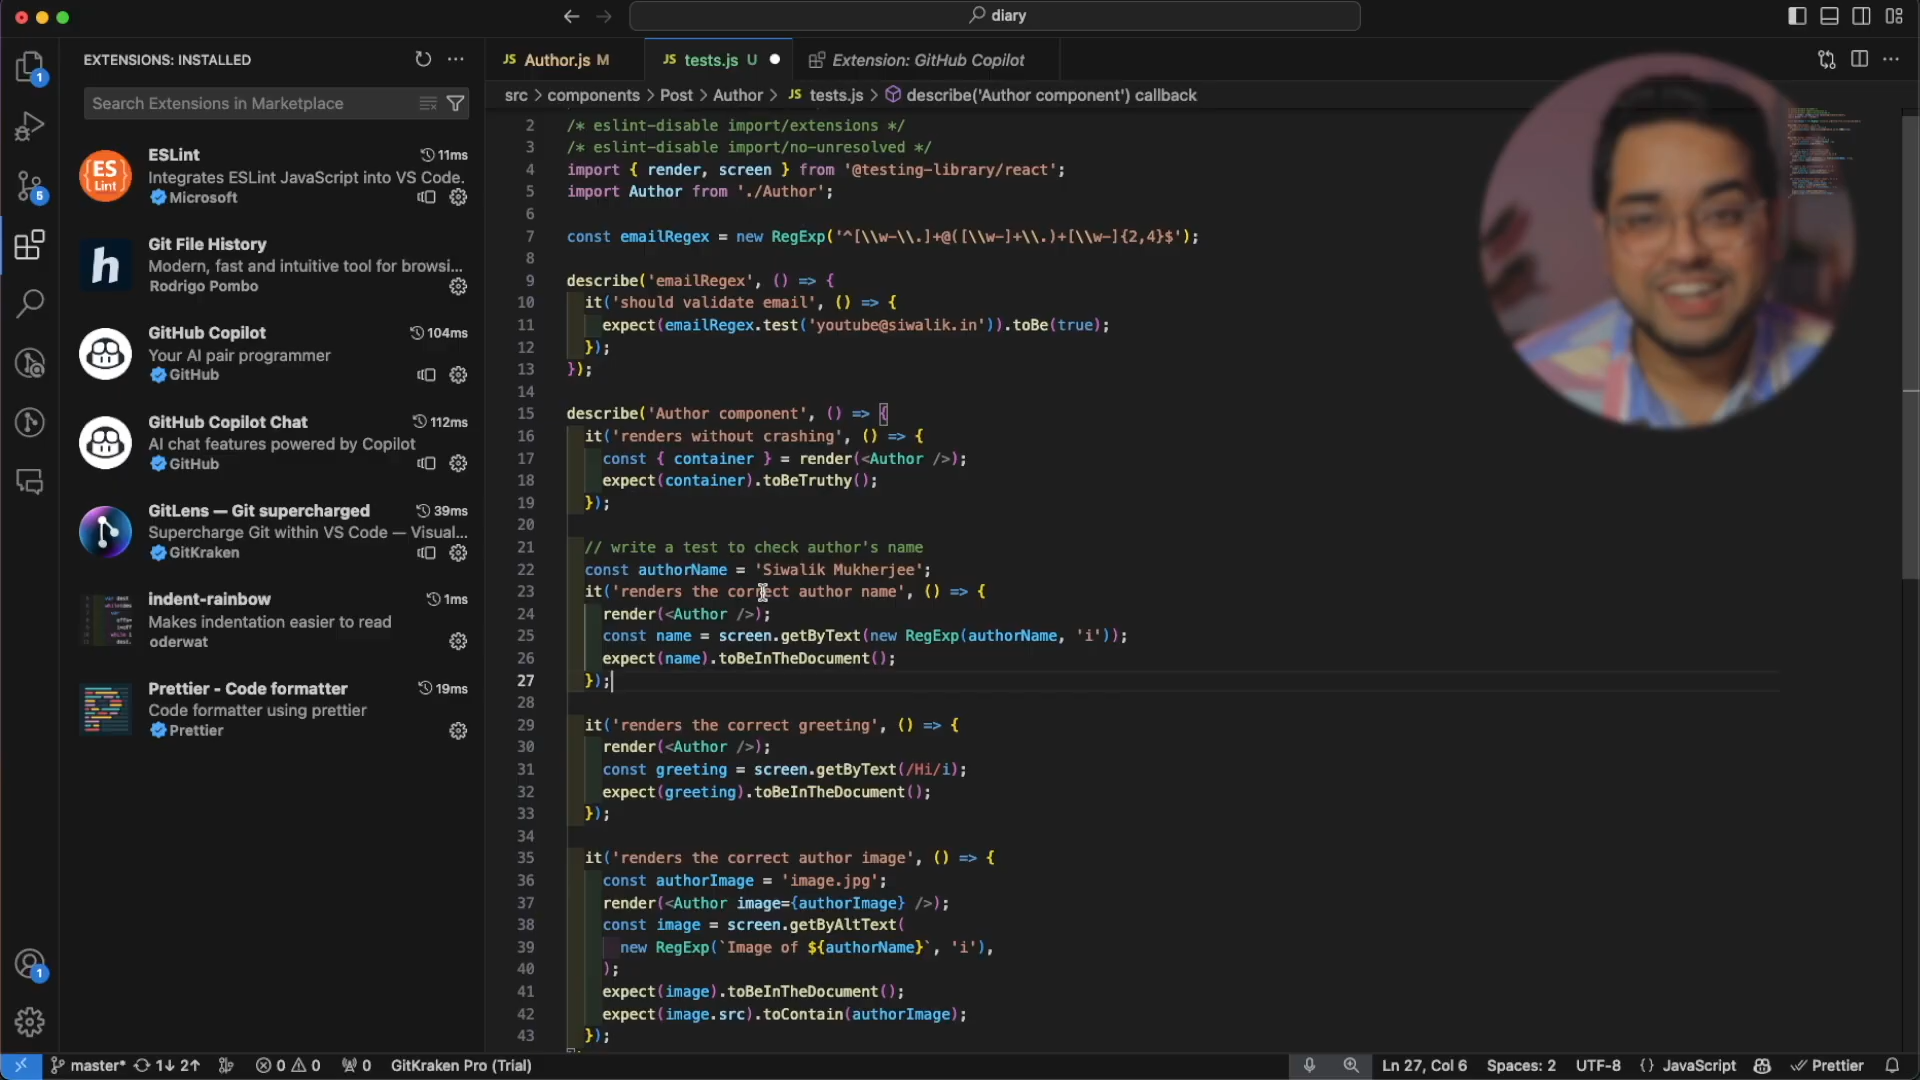 diary
EXTENSIONS: INSTALLED
Search Extensions in Marketplace
ESLint 11ms
Integrates ESLint JavaScript into VS Code.
Microsoft
Git File History
Modern, fast and intuitive tool for browsi...
Rodrigo Pombo
GitHub Copilot 104ms
Your AI pair programmer
GitHub
GitHub Copilot Chat 112ms
AI chat features powered by Copilot
GitHub
GitLens — Git supercharged 39ms
Supercharge Git within VS Code — Visual...
GitKraken
indent-rainbow 1ms
Makes indentation easier to read
oderwat
Prettier - Code formatter 19ms
Code formatter using prettier
Prettier
ES
Lint
h
1
5
1
JS Author.js M
JS tests.js U
Extension: GitHub Copilot
src > components > Post > Author > JS tests.js > describe('Author component') callback
2 /* eslint-disable import/extensions */
3 /* eslint-disable import/no-unresolved */
4 import { render, screen } from '@testing-library/react';
5 import Author from './Author';
6
7 const emailRegex = new RegExp('^[\\w-\\.]+@([\\w-]+\\.)+[\\w-]{2,4}$');
8
9 describe('emailRegex', () => {
10 it('should validate email', () => {
11 expect(emailRegex.test('youtube@siwalik.in')).toBe(true);
12 });
13 });
14
15 describe('Author component', () => {
16 it('renders without crashing', () => {
17 const { container } = render(<Author />);
18 expect(container).toBeTruthy();
19 });
20
21 // write a test to check author's name
22 const authorName = 'Siwalik Mukherjee';
23 it('renders the correct author name', () => {
24 render(<Author />);
25 const name = screen.getByText(new RegExp(authorName, 'i'));
26 expect(name).toBeInTheDocument();
27 });
28
29 it('renders the correct greeting', () => {
30 render(<Author />);
31 const greeting = screen.getByText(/Hi/i);
32 expect(greeting).toBeInTheDocument();
33 });
34
35 it('renders the correct author image', () => {
36 const authorImage = 'image.jpg';
37 render(<Author image={authorImage} />);
38 const image = screen.getByAltText(
39 new RegExp(`Image of ${authorName}`, 'i'),
40 );
41 expect(image).toBeInTheDocument();
42 expect(image.src).toContain(authorImage);
43 });
master* 1↓ 2↑ 0 0 0 GitKraken Pro (Trial) Ln 27, Col 6 Spaces: 2 UTF-8 {} JavaScript Prettier